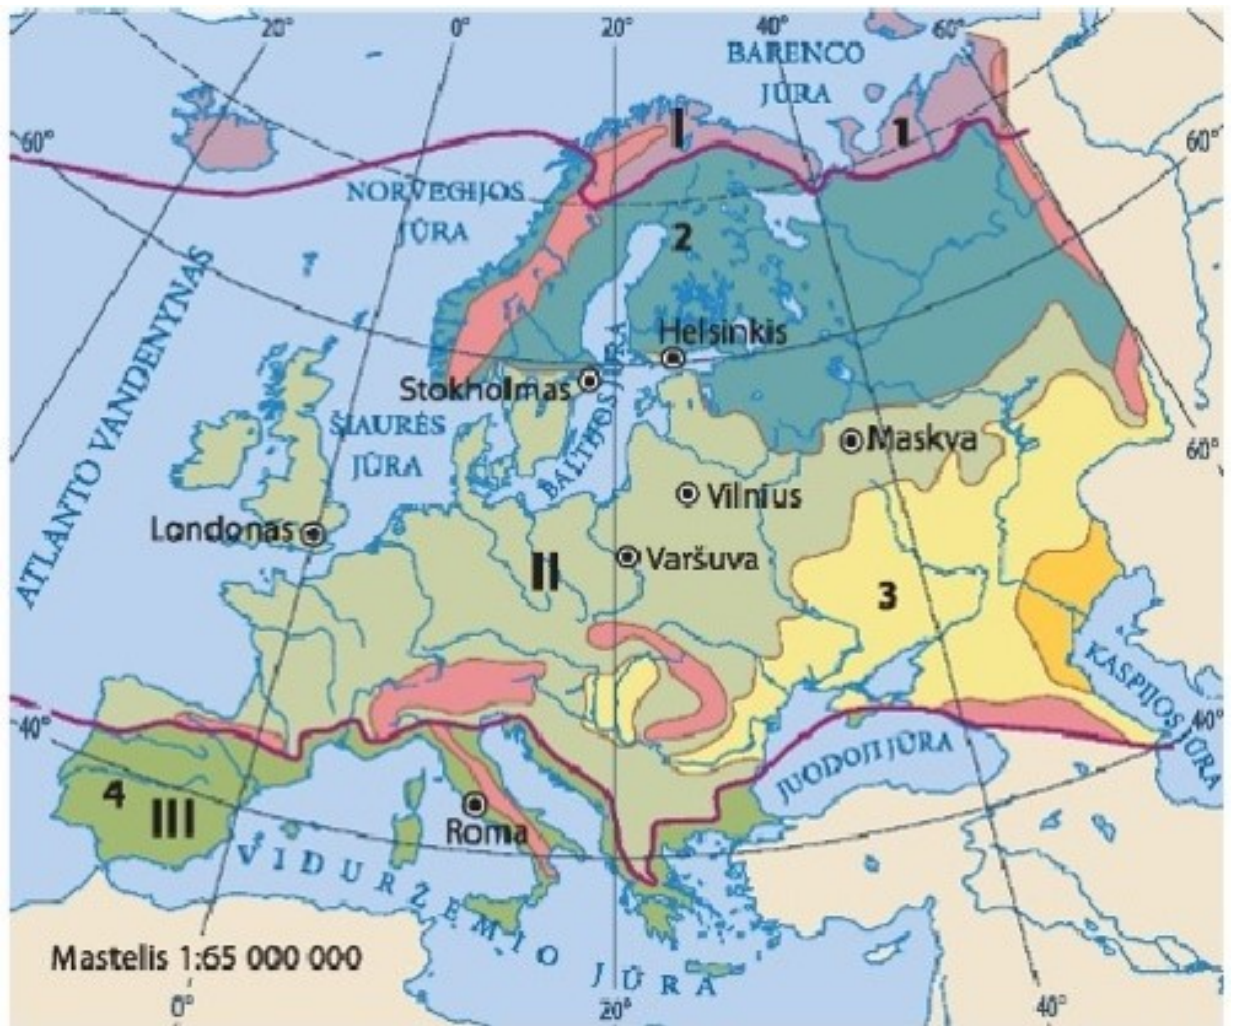 20°
0°
20°
40°
60°
BARENCO
JŪRA
60°
I
1
60°
NORVEGIJOS
JŪRA
2
ATLANTO VANDENYNAS
Helsinkis
Stokholmas
ŠIAURĖS
JŪRA
BALTIJOS JŪRA
Maskva
60°
Vilnius
Londonas
II
Varšuva
3
KASPIJOS JŪRA
40°
40°
JUODOJI JŪRA
4
III
Roma
VIDURŽEMIO JŪRA
Mastelis 1:65 000 000
0°
20°
40°